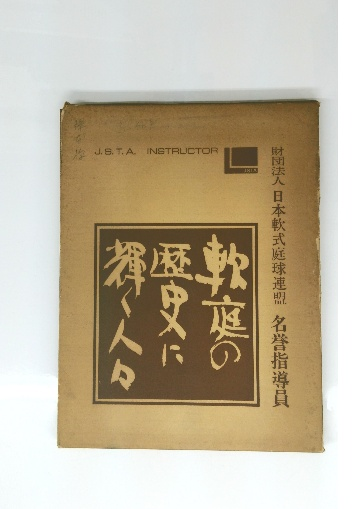 J.S.T.A. INSTRUCTOR
財団法人 日本軟式庭球連盟 名誉指導員
軟庭の
歴史に
輝く人々